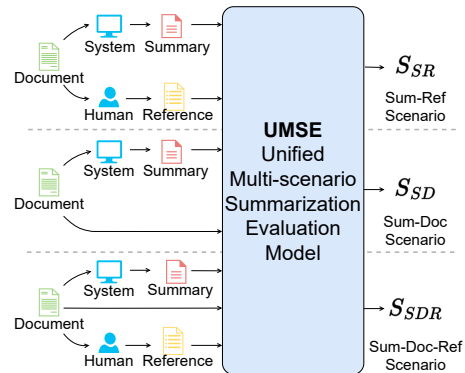 System
Summary
Document
Human
Reference
S_SR
Sum-Ref
Scenario
System
Summary
Document
S_SD
Sum-Doc
Scenario
System
Summary
Document
Human
Reference
S_SDR
Sum-Doc-Ref
Scenario
UMSE
Unified
Multi-scenario
Summarization
Evaluation
Model